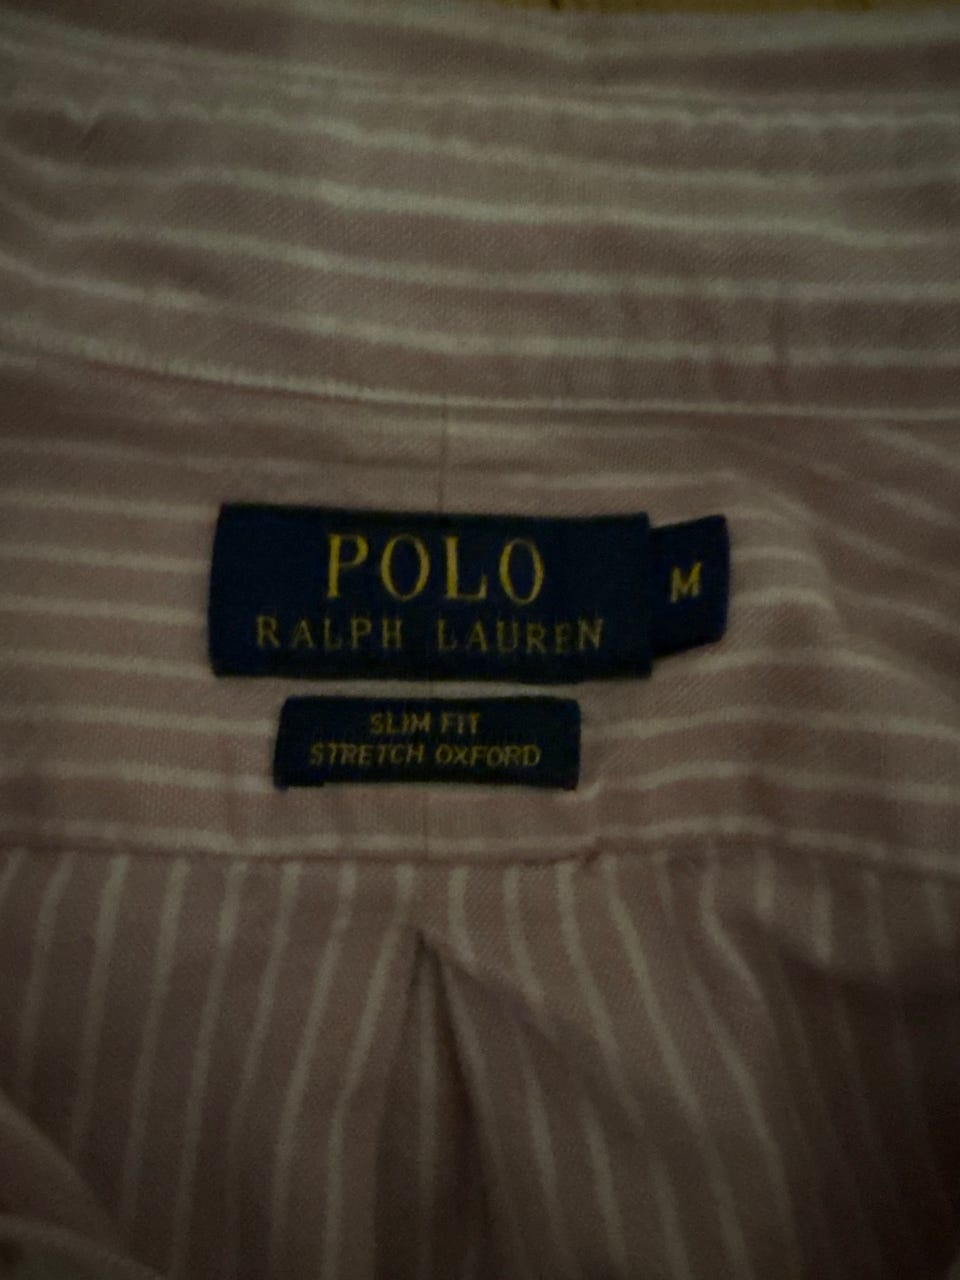 POLO
RALPH LAUREN
M
SLIM FIT
STRETCH OXFORD